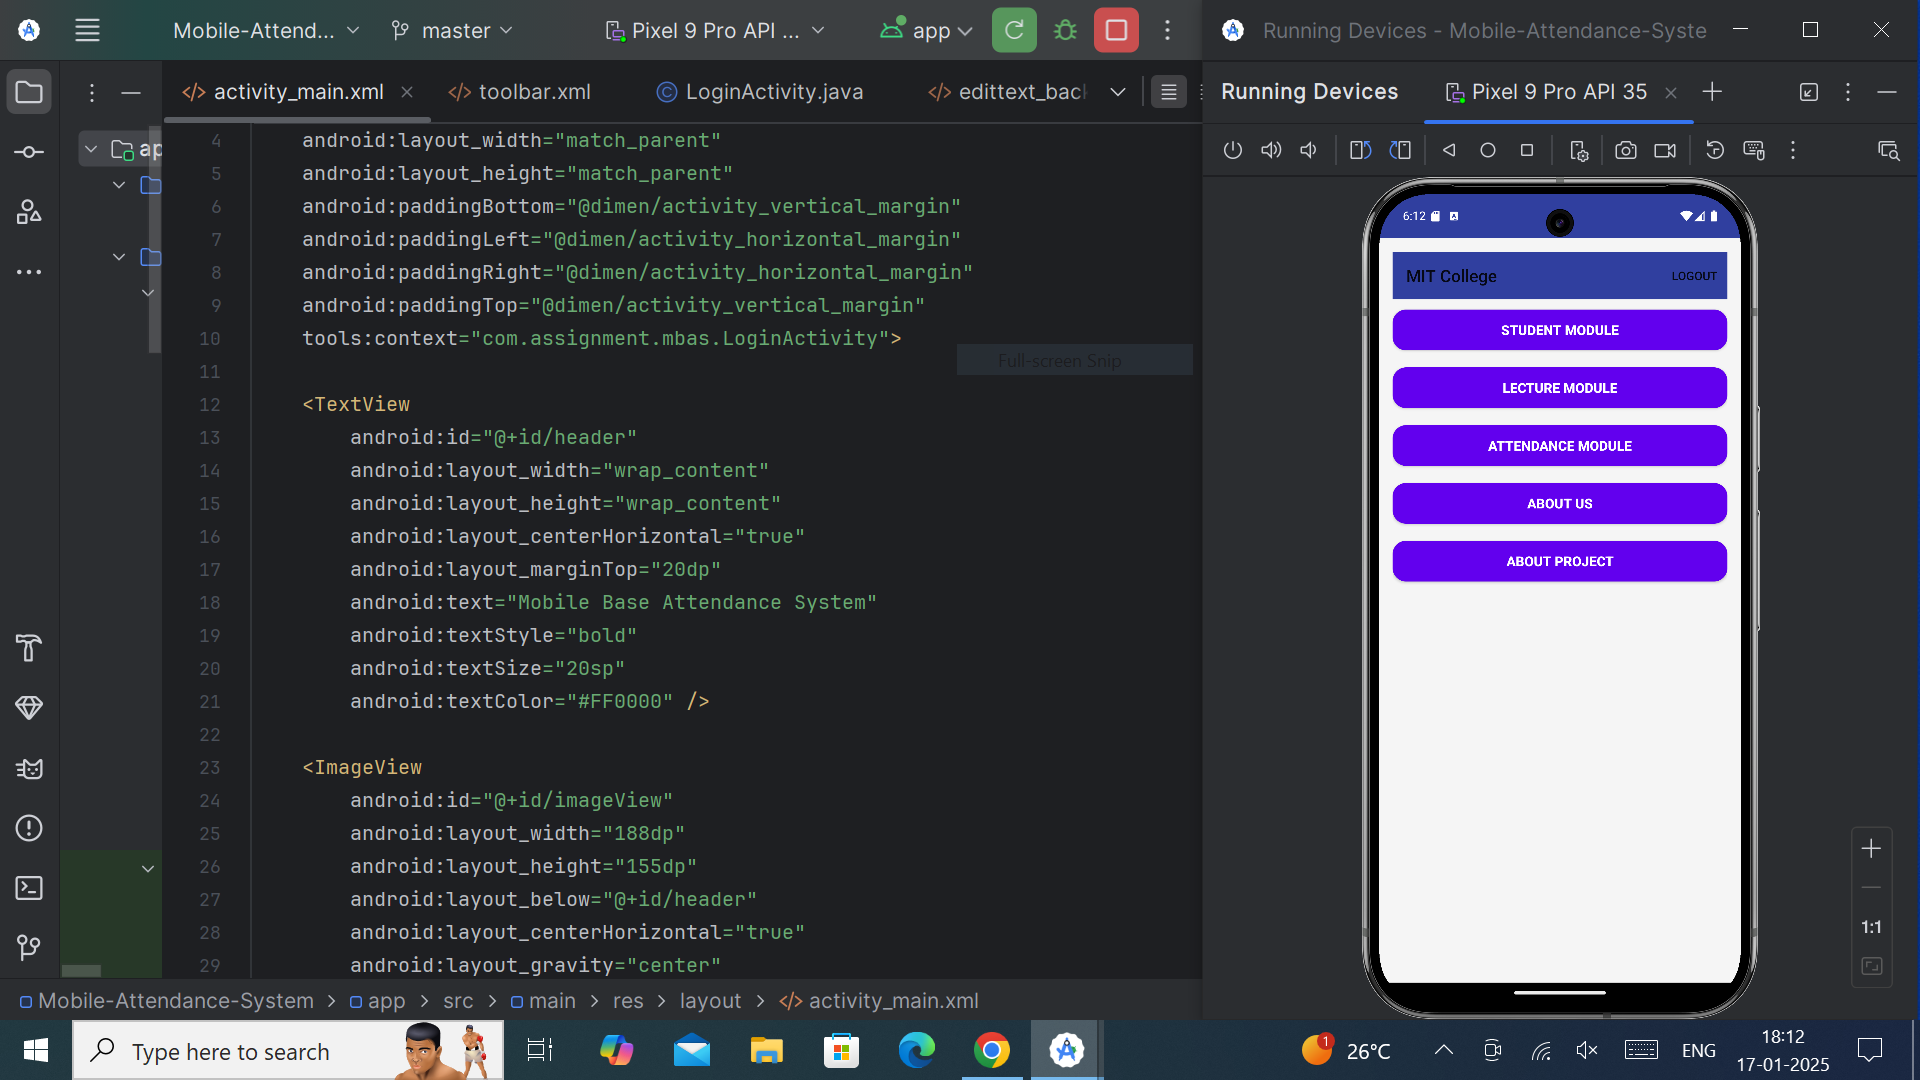 Mobile-Attend...
master
Pixel 9 Pro API ...
app
Running Devices - Mobile-Attendance-Syste
activity_main.xml
toolbar.xml
LoginActivity.java
edittext_bac
Running Devices
Pixel 9 Pro API 35
ap
4 android:layout_width="match_parent"
5 android:layout_height="match_parent"
6 android:paddingBottom="@dimen/activity_vertical_margin"
7 android:paddingLeft="@dimen/activity_horizontal_margin"
8 android:paddingRight="@dimen/activity_horizontal_margin"
9 android:paddingTop="@dimen/activity_vertical_margin"
10 tools:context="com.assignment.mbas.LoginActivity">
Full-screen Snip
11
12 <TextView
13 android:id="@+id/header"
14 android:layout_width="wrap_content"
15 android:layout_height="wrap_content"
16 android:layout_centerHorizontal="true"
17 android:layout_marginTop="20dp"
18 android:text="Mobile Base Attendance System"
19 android:textStyle="bold"
20 android:textSize="20sp"
21 android:textColor="#FF0000" />
22
23 <ImageView
24 android:id="@+id/imageView"
25 android:layout_width="188dp"
26 android:layout_height="155dp"
27 android:layout_below="@+id/header"
28 android:layout_centerHorizontal="true"
29 android:layout_gravity="center"
6:12
MIT College
LOGOUT
STUDENT MODULE
LECTURE MODULE
ATTENDANCE MODULE
ABOUT US
ABOUT PROJECT
1:1
Mobile-Attendance-System > app > src > main > res > layout > activity_main.xml
Type here to search
1
26°C
ENG
18:12
17-01-2025